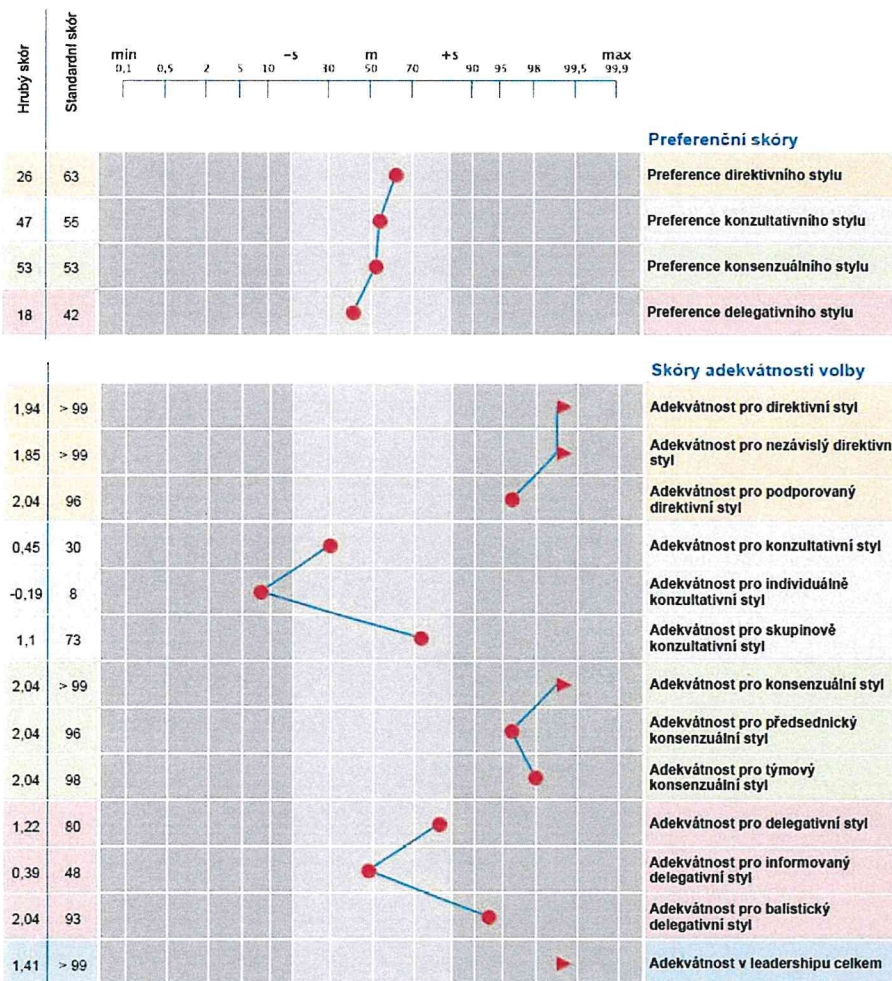 Hrubý skór
Standardní skór
min -s m +s max
0,1 0,5 2 5 10 30 50 70 90 95 98 99,5 99,9
Preferenční skóry
26 63 Preference direktivního stylu
47 55 Preference konzultativního stylu
53 53 Preference konsenzuálního stylu
18 42 Preference delegativního stylu
Skóry adekvátnosti volby
1,94 > 99 Adekvátnost pro direktivní styl
1,85 > 99 Adekvátnost pro nezávislý direktivn
styl
2,04 96 Adekvátnost pro podporovaný
direktivní styl
0,45 30 Adekvátnost pro konzultativní styl
-0,19 8 Adekvátnost pro individuálně
konzultativní styl
1,1 73 Adekvátnost pro skupinově
konzultativní styl
2,04 > 99 Adekvátnost pro konsenzuální styl
2,04 96 Adekvátnost pro předsednický
konsenzuální styl
2,04 98 Adekvátnost pro týmový
konsenzuální styl
1,22 80 Adekvátnost pro delegativní styl
0,39 48 Adekvátnost pro informovaný
delegativní styl
2,04 93 Adekvátnost pro balistický
delegativní styl
1,41 > 99 Adekvátnost v leadershipu celkem